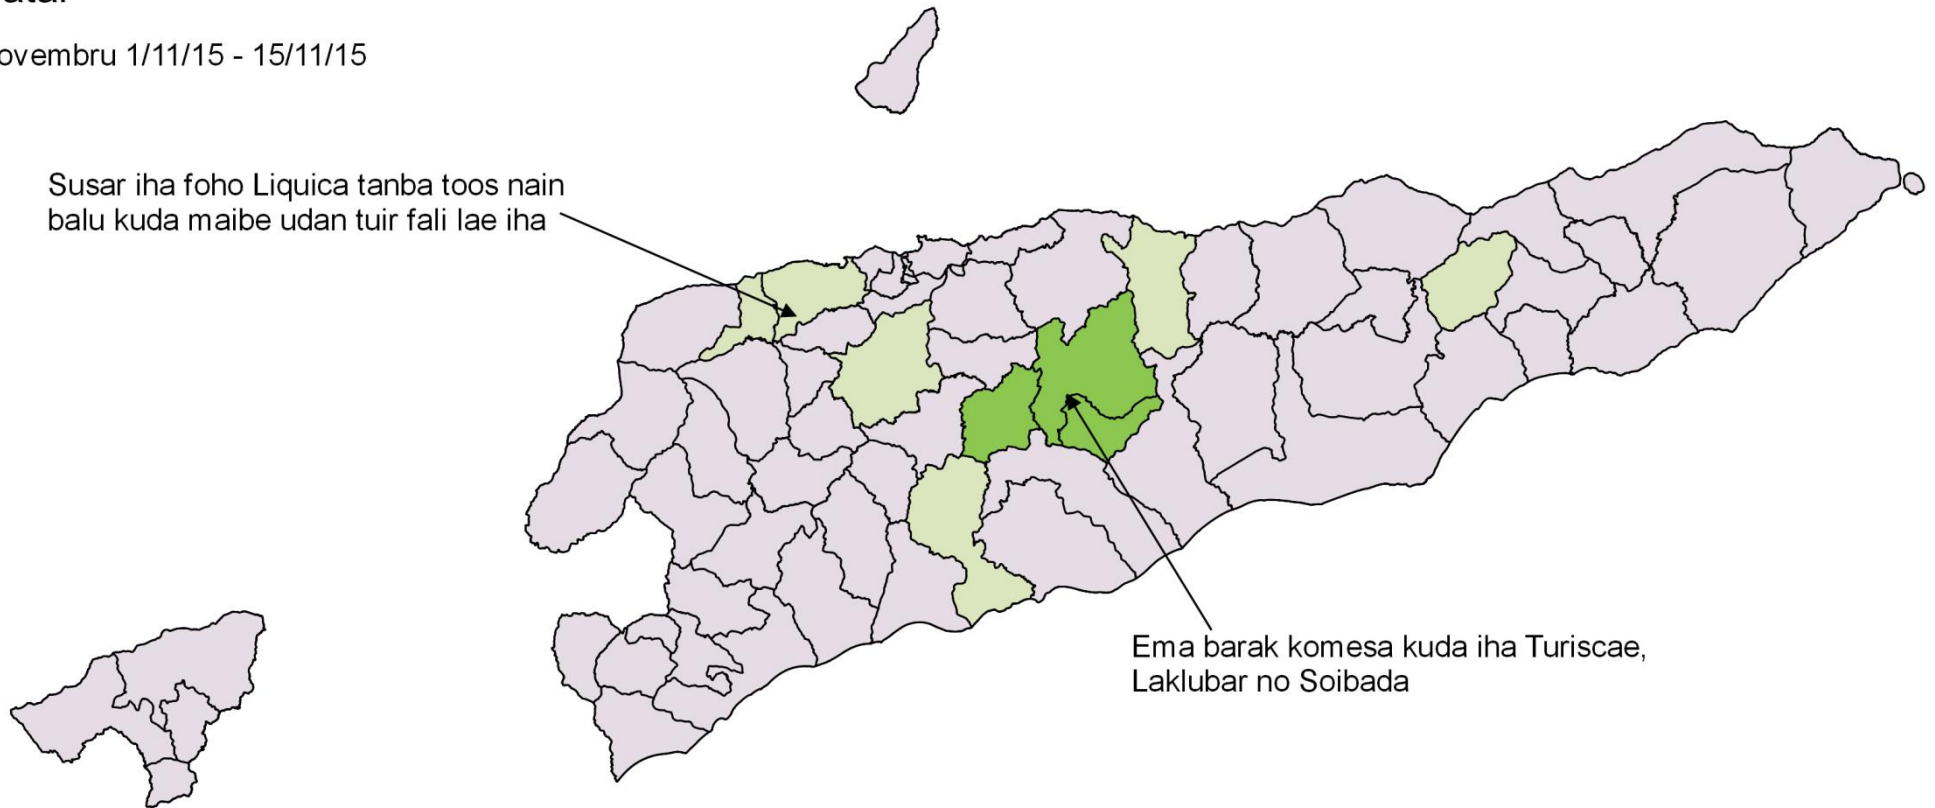 ovembru 1/11/15 - 15/11/15
Susar iha foho Liquica tanba toos nain
balu kuda maibe udan tuir fali lae iha
Ema barak komesa kuda iha Turiscae,
Laklubar no Soibada